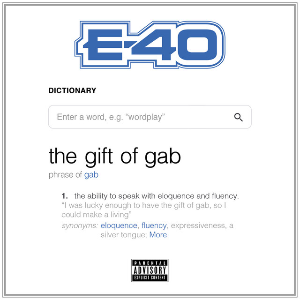 E-40
DICTIONARY
Enter a word, e.g. "wordplay"
the gift of gab
phrase of gab
1. the ability to speak with eloquence and fluency.
"I was lucky enough to have the gift of gab, so I
could make a living"
synonyms: eloquence, fluency, expressiveness, a
silver tongue. More
PARENTAL
ADVISORY
EXPLICIT CONTENT